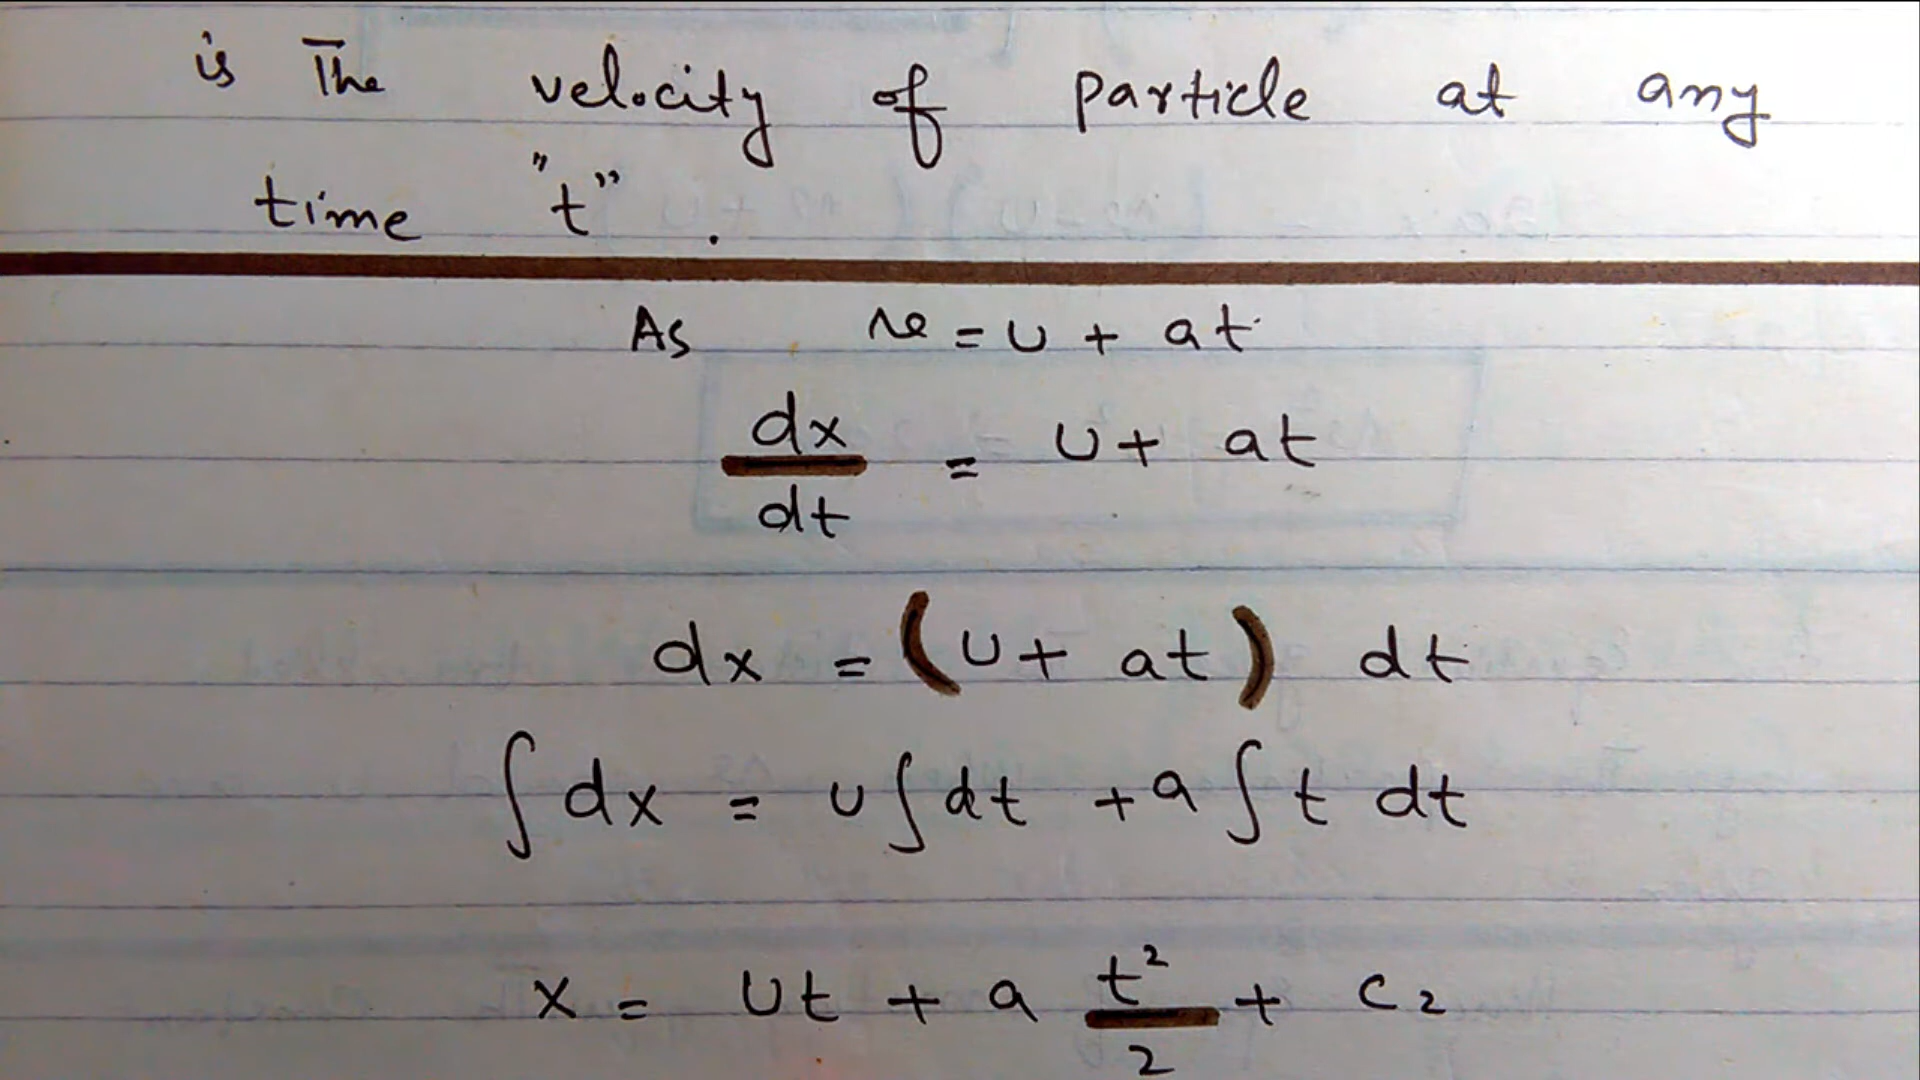 is The velocity of particle at any
time "t" .
As v = u + at
dx/dt = u + at
dx = (u + at) dt
∫dx = u∫dt + a∫t dt
x = ut + a t²/2 + c₂